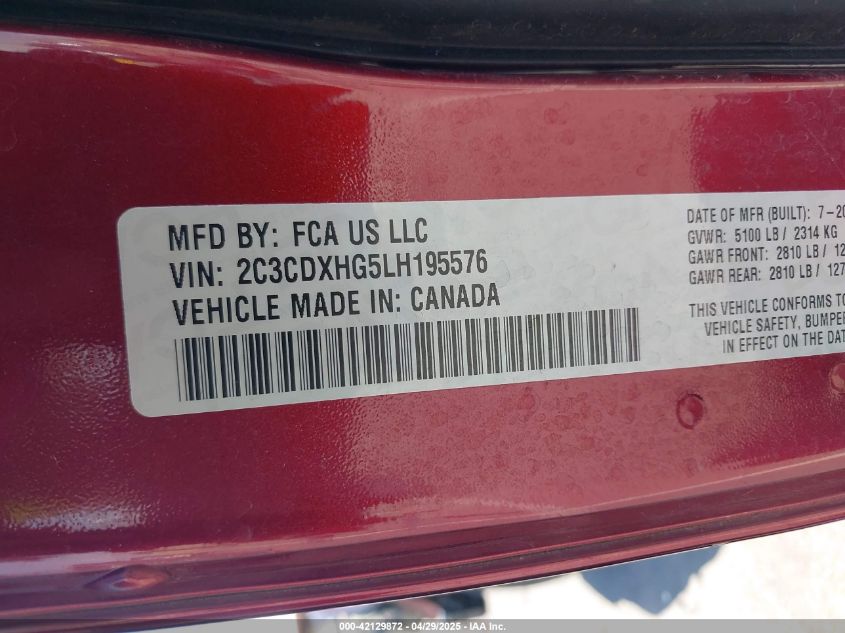 MFD BY: FCA US LLC
VIN: 2C3CDXHG5LH195576
VEHICLE MADE IN: CANADA
DATE OF MFR (BUILT): 7-20
GVWR: 5100 LB / 2314 KG
GAWR FRONT: 2810 LB / 12
GAWR REAR: 2810 LB / 127
THIS VEHICLE CONFORMS TO
VEHICLE SAFETY, BUMPER
IN EFFECT ON THE DAT
000-42129872 - 04/29/2025 - IAA Inc.